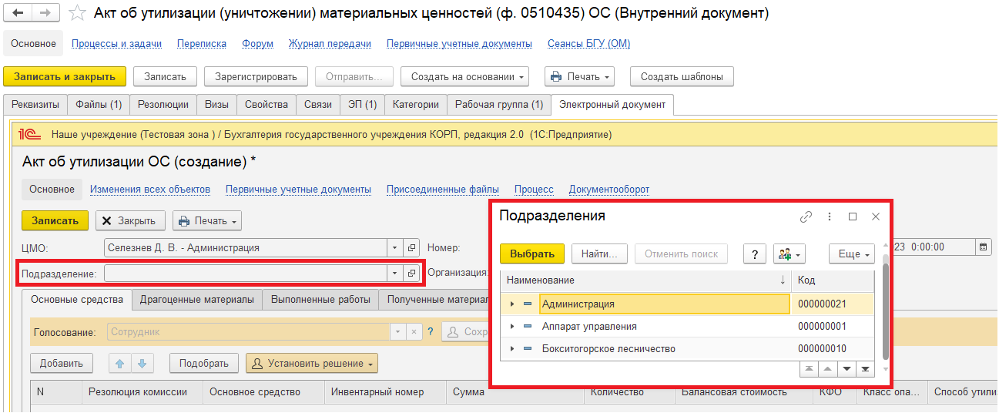 Акт об утилизации (уничтожении) материальных ценностей (ф. 0510435) ОС (Внутренний документ)
Основное Процессы и задачи Переписка Форум Журнал передачи Первичные учетные документы Сеансы БГУ (ОМ)
Записать и закрыть Записать Зарегистрировать Отправить... Создать на основании Печать Создать шаблоны
Реквизиты Файлы (1) Резолюции Визы Свойства Связи ЭП (1) Категории Рабочая группа (1) Электронный документ
1С Наше учреждение (Тестовая зона ) / Бухгалтерия государственного учреждения КОРП, редакция 2.0 (1С:Предприятие)
Акт об утилизации ОС (создание) *
Основное Изменения всех объектов Первичные учетные документы Присоединенные файлы Процесс Документооборот
Записать Закрыть Печать
ЦМО: Селезнев Д. В. - Администрация Номер: 23 0:00:00
Подразделение: Организация:
Основные средства Драгоценные материалы Выполненные работы Полученные материал
Голосование: Сотрудник ? Сохр
Добавить Подобрать Установить решение
N Резолюция комиссии Основное средство Инвентарный номер Сумма Количество Балансовая стоимость КФО Класс опа... Способ утилиз
Подразделения
Выбрать Найти... Отменить поиск ? Еще
Наименование ↓ Код
Администрация 000000021
Аппарат управления 000000001
Бокситогорское лесничество 000000010